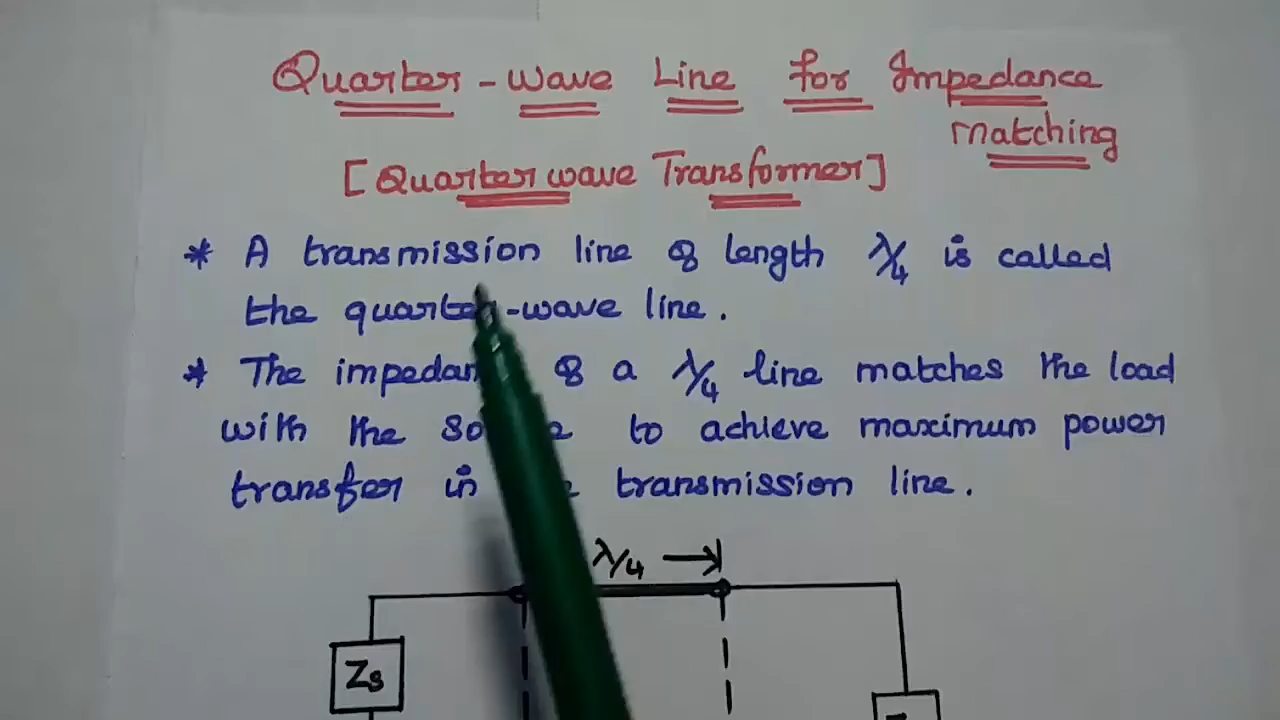 Quarter-wave Line for Impedance
Matching
[Quarter wave Transformer]
* A transmission line of length λ/4 is called
the quarter-wave line.
* The of a λ/4 line matches the load
with the to achieve maximum power
transfer in transmission line.
λ/4
Zs